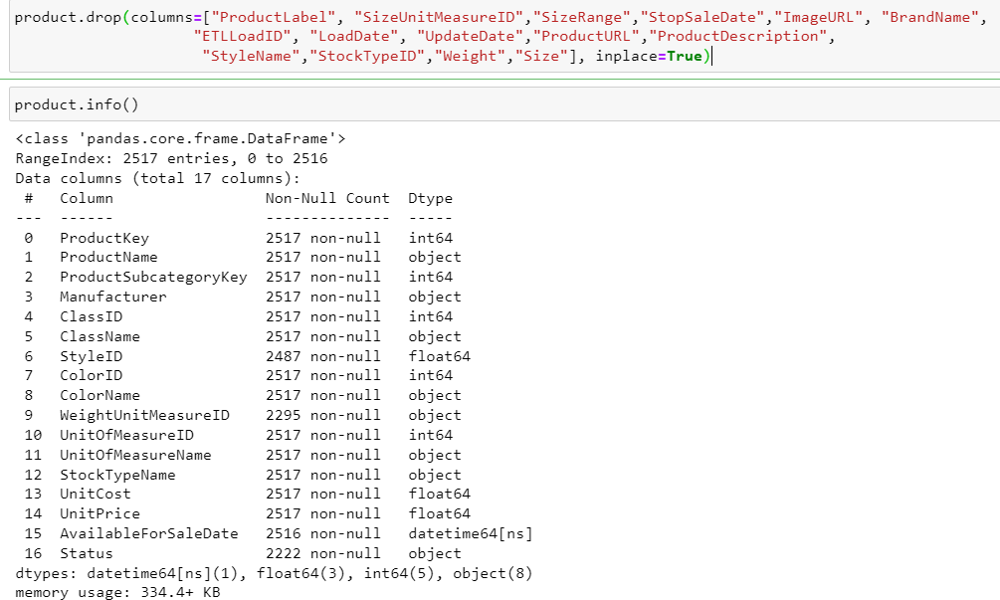 product.drop(columns=["ProductLabel", "SizeUnitMeasureID","SizeRange","StopSaleDate","ImageURL", "BrandName",
"ETLLoadID", "LoadDate", "UpdateDate","ProductURL","ProductDescription",
"StyleName","StockTypeID","Weight","Size"], inplace=True)
product.info()
<class 'pandas.core.frame.DataFrame'>
RangeIndex: 2517 entries, 0 to 2516
Data columns (total 17 columns):
 #   Column                 Non-Null Count  Dtype
---  ------                 --------------  -----
 0   ProductKey             2517 non-null   int64
 1   ProductName            2517 non-null   object
 2   ProductSubcategoryKey  2517 non-null   int64
 3   Manufacturer           2517 non-null   object
 4   ClassID                2517 non-null   int64
 5   ClassName              2517 non-null   object
 6   StyleID                2487 non-null   float64
 7   ColorID                2517 non-null   int64
 8   ColorName              2517 non-null   object
 9   WeightUnitMeasureID    2295 non-null   object
 10  UnitOfMeasureID        2517 non-null   int64
 11  UnitOfMeasureName      2517 non-null   object
 12  StockTypeName          2517 non-null   object
 13  UnitCost               2517 non-null   float64
 14  UnitPrice              2517 non-null   float64
 15  AvailableForSaleDate   2516 non-null   datetime64[ns]
 16  Status                 2222 non-null   object
dtypes: datetime64[ns](1), float64(3), int64(5), object(8)
memory usage: 334.4+ KB